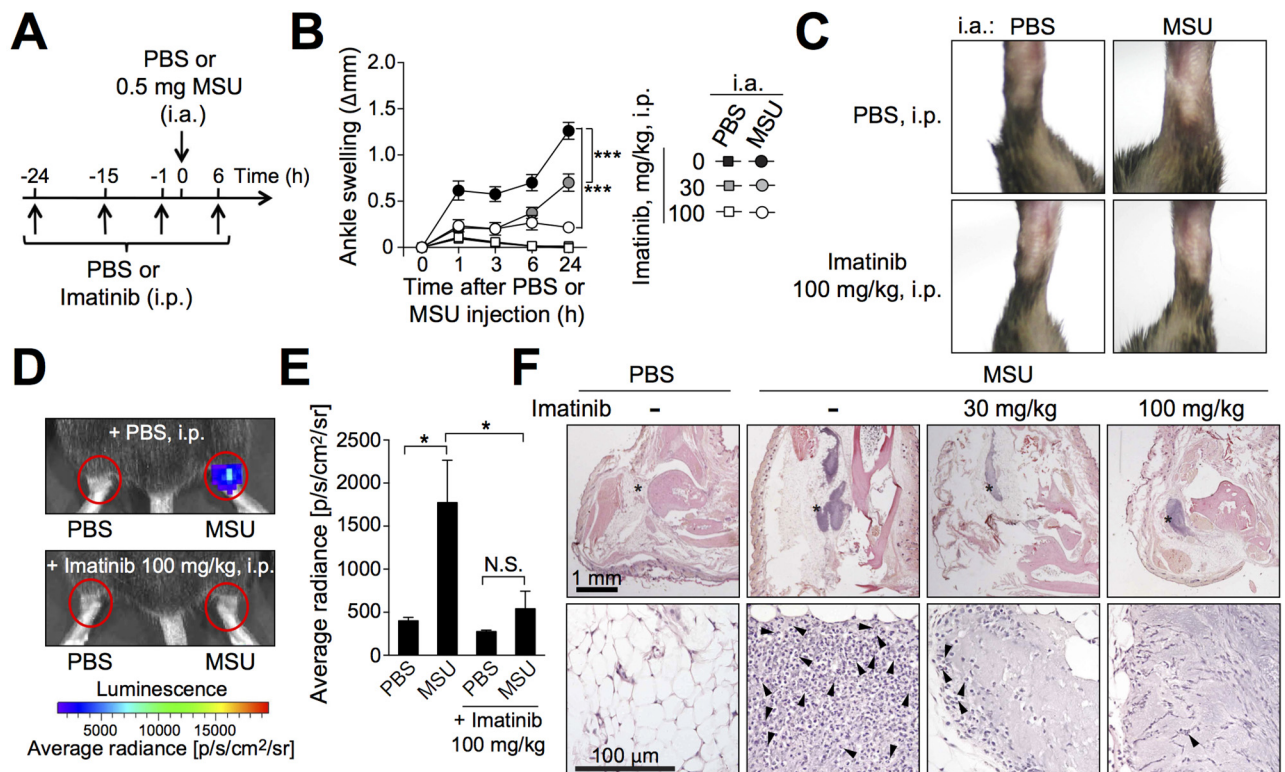 A
PBS or
0.5 mg MSU
(i.a.)
-24 -15 -1 0 6 Time (h)
PBS or
Imatinib (i.p.)
B
Ankle swelling (Δmm)
2.0
1.5
1.0
0.5
0
0 1 3 6 24
Time after PBS or
MSU injection (h)
***
***
i.a.
PBS
MSU
Imatinib, mg/kg, i.p.
0
30
100
C
i.a.: PBS MSU
PBS, i.p.
Imatinib
100 mg/kg, i.p.
D
+ PBS, i.p.
PBS MSU
+ Imatinib 100 mg/kg, i.p.
PBS MSU
Luminescence
5000 10000 15000
Average radiance [p/s/cm²/sr]
E
Average radiance [p/s/cm²/sr]
2500
2000
1500
1000
500
0
*
*
N.S.
PBS
MSU
PBS
MSU
+ Imatinib
100 mg/kg
F
PBS MSU
Imatinib - - 30 mg/kg 100 mg/kg
* * * *
1 mm
100 µm